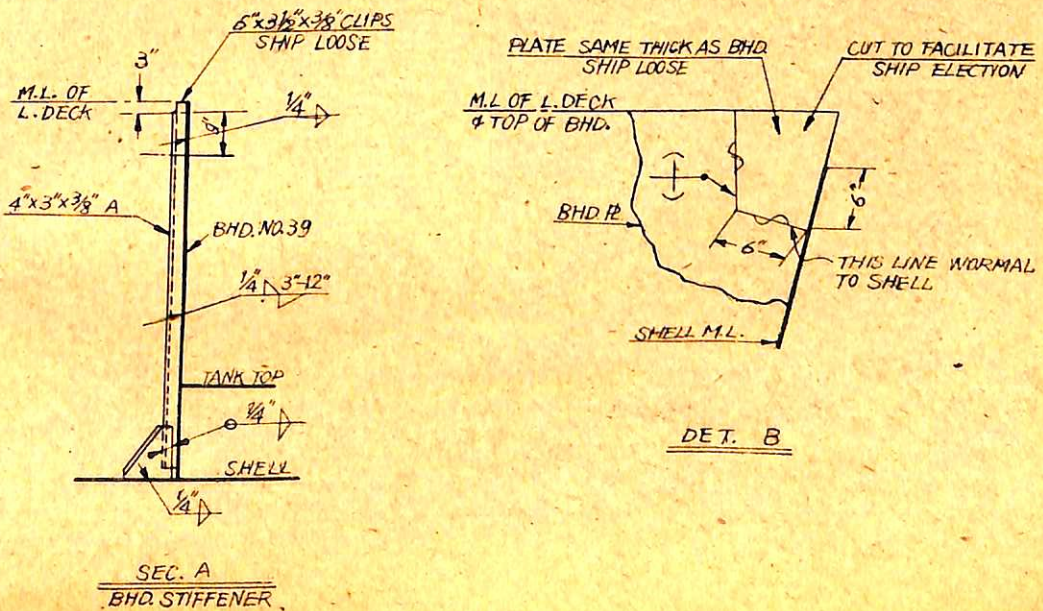 6"x3½"x3/8" CLIPS
SHIP LOOSE
3"
M.L. OF
L. DECK
1/4"
9"
4"x3"x3/8" A
BHD. NO.39
1/4" 3"-12"
TANK TOP
1/4"
SHELL
1/4"
SEC. A
BHD. STIFFENER
PLATE SAME THICK AS BHD.
SHIP LOOSE
CUT TO FACILITATE
SHIP ELECTION
M.L OF L. DECK
¢ TOP OF BHD.
BHD. PL
6"
6"
THIS LINE WORMAL
TO SHELL
SHELL M.L.
DET. B